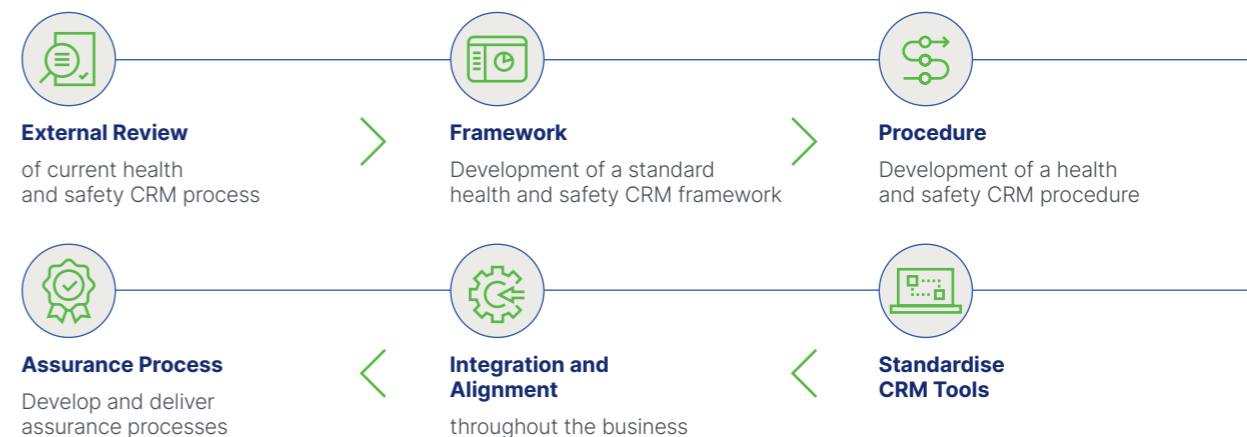 External Review
of current health
and safety CRM process
Framework
Development of a standard
health and safety CRM framework
Procedure
Development of a health
and safety CRM procedure
Assurance Process
Develop and deliver
assurance processes
Integration and
Alignment
throughout the business
Standardise
CRM Tools